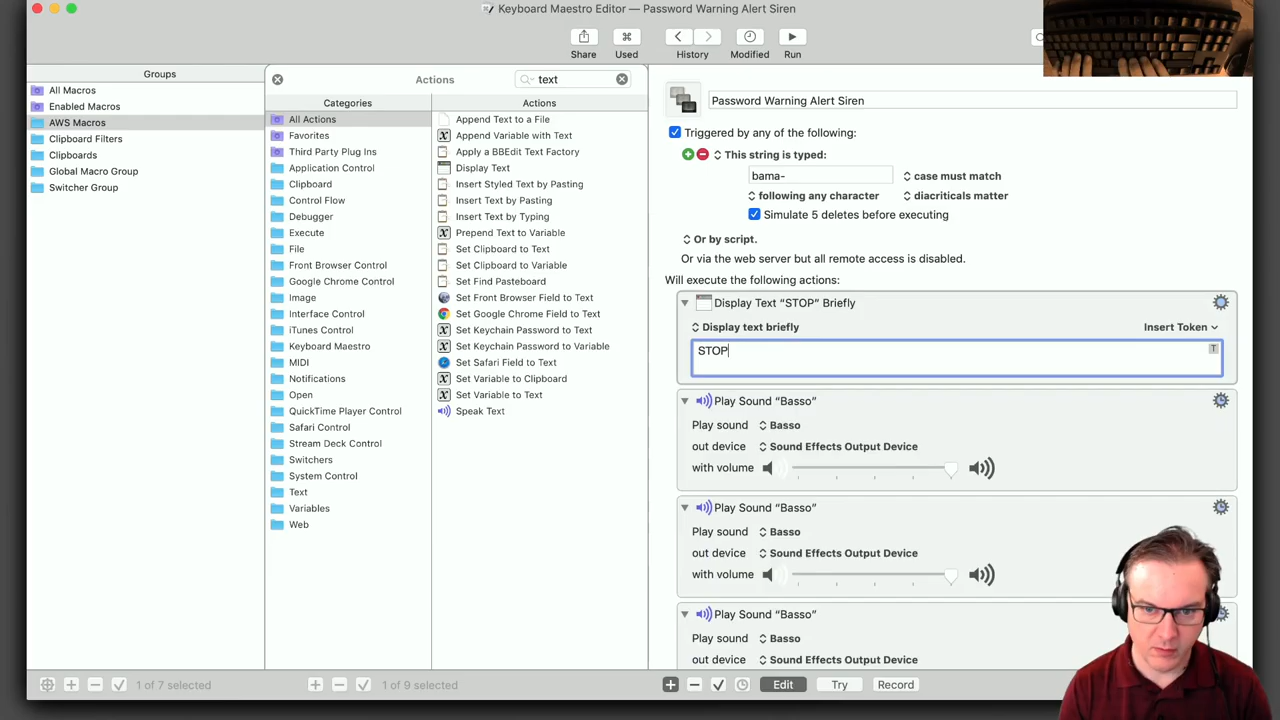 Keyboard Maestro Editor — Password Warning Alert Siren
Share
Used
History
Modified
Run
Groups
All Macros
Enabled Macros
AWS Macros
Clipboard Filters
Clipboards
Global Macro Group
Switcher Group
Actions
text
Categories
All Actions
Favorites
Third Party Plug Ins
Application Control
Clipboard
Control Flow
Debugger
Execute
File
Front Browser Control
Google Chrome Control
Image
Interface Control
iTunes Control
Keyboard Maestro
MIDI
Notifications
Open
QuickTime Player Control
Safari Control
Stream Deck Control
Switchers
System Control
Text
Variables
Web
Actions
Append Text to a File
Append Variable with Text
Apply a BBEdit Text Factory
Display Text
Insert Styled Text by Pasting
Insert Text by Pasting
Insert Text by Typing
Prepend Text to Variable
Set Clipboard to Text
Set Clipboard to Variable
Set Find Pasteboard
Set Front Browser Field to Text
Set Google Chrome Field to Text
Set Keychain Password to Text
Set Keychain Password to Variable
Set Safari Field to Text
Set Variable to Clipboard
Set Variable to Text
Speak Text
Password Warning Alert Siren
Triggered by any of the following:
This string is typed:
bama- case must match
following any character diacritics matter
Simulate 5 deletes before executing
Or by script.
Or via the web server but all remote access is disabled.
Will execute the following actions:
Display Text “STOP” Briefly
Display text briefly Insert Token
STOP T
Play Sound “Basso”
Play sound Basso
out device Sound Effects Output Device
with volume
Play Sound “Basso”
Play sound Basso
out device Sound Effects Output Device
with volume
Play Sound “Basso”
Play sound Basso
out device Sound Effects Output Device
1 of 7 selected
1 of 9 selected
Edit Try Record